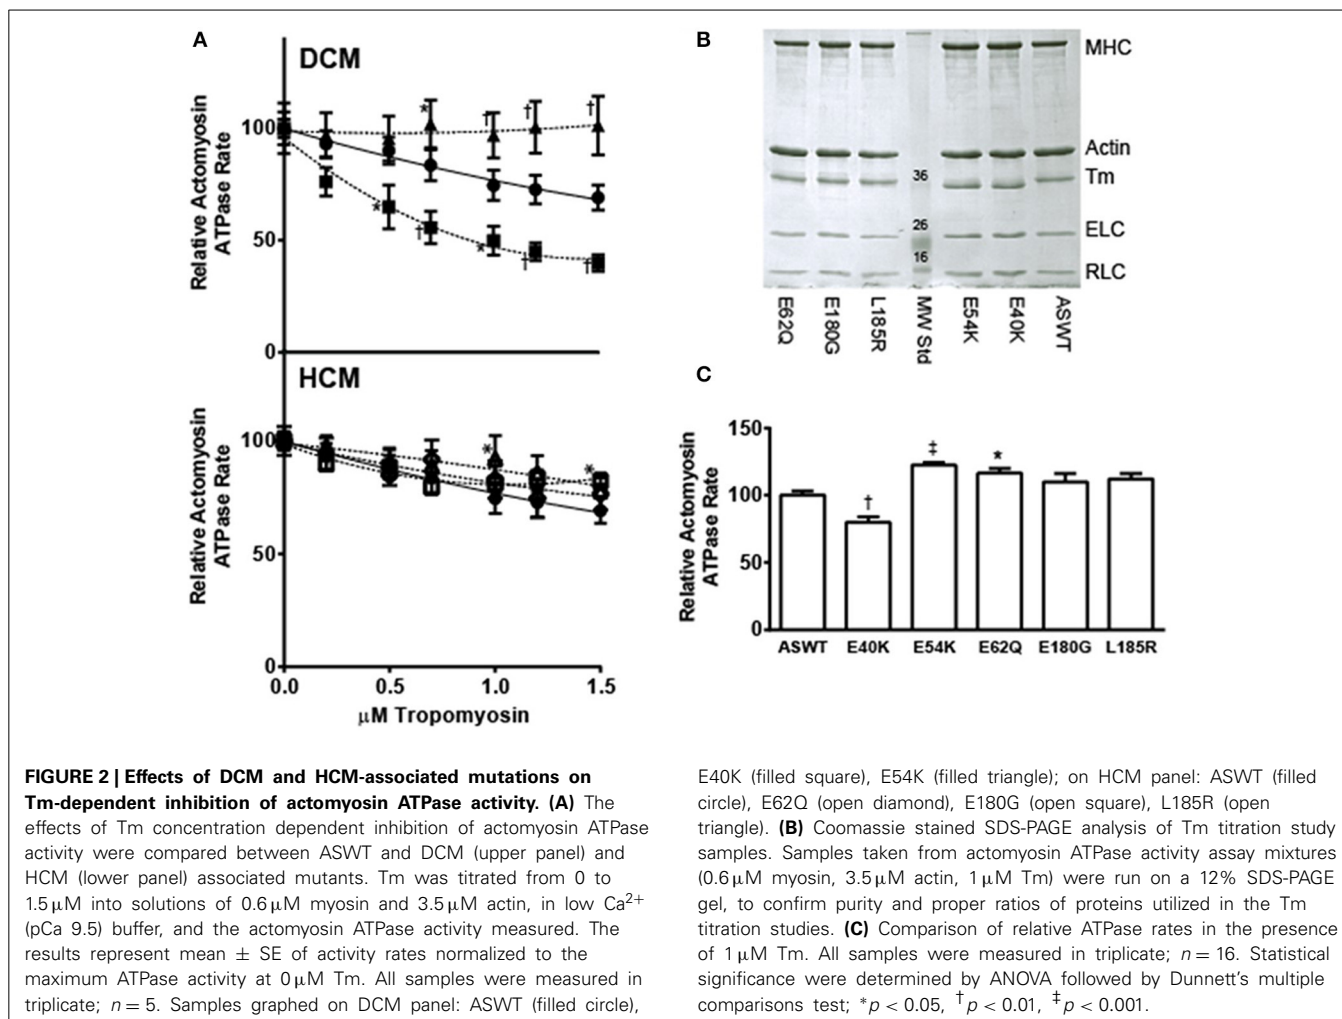 A
DCM
Relative Actomyosin
ATPase Rate
100
50
0
*
†
†
†
*
†
*
†
†
HCM
Relative Actomyosin
ATPase Rate
100
50
0
*
*
0.0 0.5 1.0 1.5
μM Tropomyosin
B
MHC
Actin
Tm
ELC
RLC
36
26
16
E62Q
E180G
L185R
MW Std
E54K
E40K
ASWT
C
Relative Actomyosin
ATPase Rate
150
100
50
0
†
‡
*
ASWT E40K E54K E62Q E180G L185R
FIGURE 2 | Effects of DCM and HCM-associated mutations on
Tm-dependent inhibition of actomyosin ATPase activity. (A) The
effects of Tm concentration dependent inhibition of actomyosin ATPase
activity were compared between ASWT and DCM (upper panel) and
HCM (lower panel) associated mutants. Tm was titrated from 0 to
1.5 μM into solutions of 0.6 μM myosin and 3.5 μM actin, in low Ca²⁺
(pCa 9.5) buffer, and the actomyosin ATPase activity measured. The
results represent mean ± SE of activity rates normalized to the
maximum ATPase activity at 0 μM Tm. All samples were measured in
triplicate; n = 5. Samples graphed on DCM panel: ASWT (filled circle),
E40K (filled square), E54K (filled triangle); on HCM panel: ASWT (filled
circle), E62Q (open diamond), E180G (open square), L185R (open
triangle). (B) Coomassie stained SDS-PAGE analysis of Tm titration study
samples. Samples taken from actomyosin ATPase activity assay mixtures
(0.6 μM myosin, 3.5 μM actin, 1 μM Tm) were run on a 12% SDS-PAGE
gel, to confirm purity and proper ratios of proteins utilized in the Tm
titration studies. (C) Comparison of relative ATPase rates in the presence
of 1 μM Tm. All samples were measured in triplicate; n = 16. Statistical
significance were determined by ANOVA followed by Dunnett's multiple
comparisons test; *p < 0.05, †p < 0.01, ‡p < 0.001.